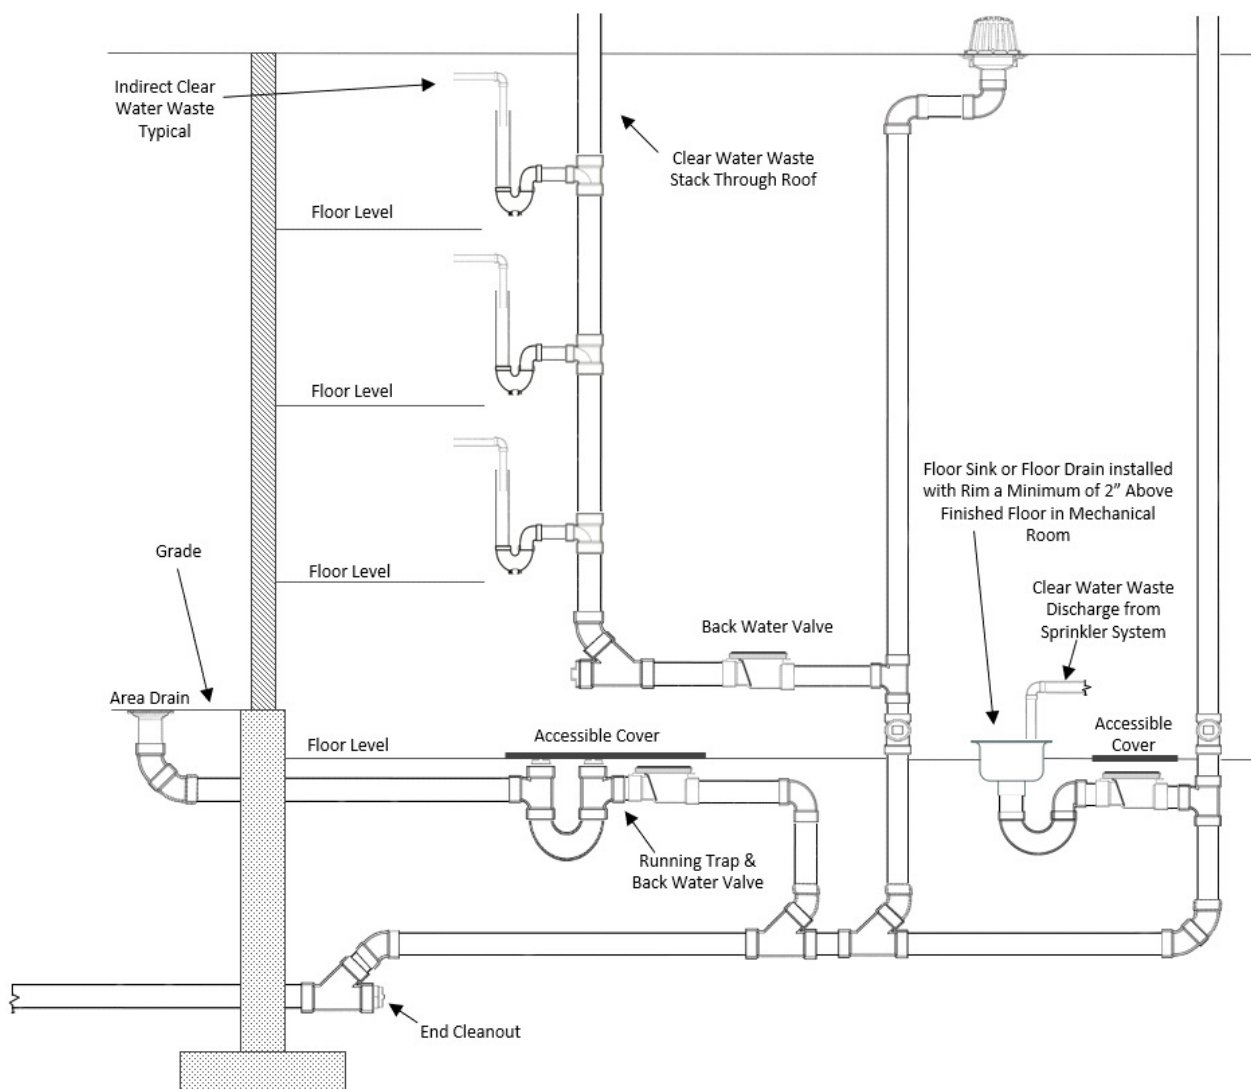 Indirect Clear
Water Waste
Typical
Clear Water Waste
Stack Through Roof
Floor Level
Floor Level
Floor Level
Floor Sink or Floor Drain installed
with Rim a Minimum of 2" Above
Finished Floor in Mechanical
Room
Grade
Clear Water Waste
Discharge from
Sprinkler System
Back Water Valve
Area Drain
Floor Level
Accessible Cover
Accessible
Cover
Running Trap &
Back Water Valve
End Cleanout